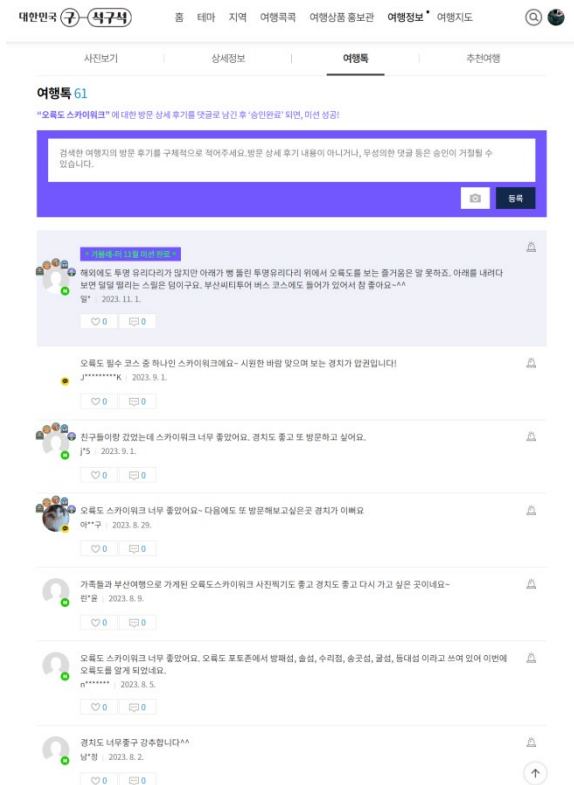 대한민국 구석구석
홈 테마 지역 여행콕콕 여행상품 홍보관 여행정보 여행지도
사진보기 상세정보 여행톡 추천여행
여행톡 61
"오륙도 스카이워크" 에 대한 방문 상세 후기를 댓글로 남긴 후 '승인완료' 되면, 미션 성공!
검색한 여행지의 방문 후기를 구체적으로 적어주세요.방문 상세 후기 내용이 아니거나, 무성의한 댓글 등은 승인이 거절될 수
있습니다.
등록
11월 미션 완료
해외에도 투명 유리다리가 많지만 아래가 뻥 뚫린 투명유리다리 위에서 오륙도를 보는 즐거움은 말 못하죠. 아래를 내려다
보면 덜덜 떨리는 스릴은 덤이구요. 부산씨티투어 버스 코스에도 들어가 있어서 참 좋아요~^^
일* 2023. 11. 1.
0 0
오륙도 필수 코스 중 하나인 스카이워크에요~ 시원한 바람 맞으며 보는 경치가 압권입니다!
J*********K 2023. 9. 1.
0 0
친구들이랑 갔었는데 스카이워크 너무 좋았어요. 경치도 좋고 또 방문하고 싶어요.
j*5 2023. 9. 1.
0 0
오륙도 스카이워크 너무 좋았어요~ 다음에도 또 방문해보고싶은곳 경치가 이뻐요
아**구 2023. 8. 29.
0 0
가족들과 부산여행으로 가게된 오륙도스카이워크 사진찍기도 좋고 경치도 좋고 다시 가고 싶은 곳이네요~
린*윤 2023. 8. 9.
0 0
오륙도 스카이워크 너무 좋았어요. 오륙도 포토존에서 방패섬, 솔섬, 수리점, 송곳섬, 굴섬, 등대섬 이라고 쓰여 있어 이번에
오륙도를 알게 되었네요.
n******* 2023. 8. 5.
0 0
경치도 너무좋구 강추합니다^^
남*정 2023. 8. 2.
0 0